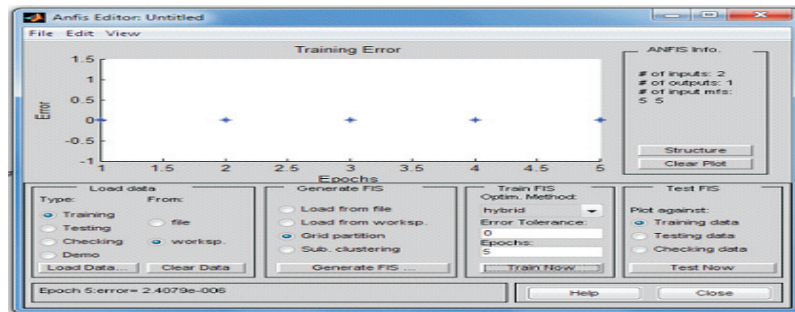 Anfis Editor: Untitled
File Edit View
Training Error
1.5
1
0.5
0
-0.5
-1
Error
1 1.5 2 2.5 3 3.5 4 4.5 5
Epochs
ANFIS Info.
# of inputs: 2
# of outputs: 1
# of input mfs:
5 5
Structure
Clear Plot
Load data
Type: From:
Training
Testing
Checking
Demo
file
worksp.
Load Data... Clear Data
Generate FIS
Load from file
Load from worksp.
Grid partition
Sub. clustering
Generate FIS ...
Train FIS
Optim. Method:
hybrid
Error Tolerance:
0
Epochs:
5
Train Now
Test FIS
Plot against:
Training data
Testing data
Checking data
Test Now
Epoch 5:error= 2.4079e-006
Help Close